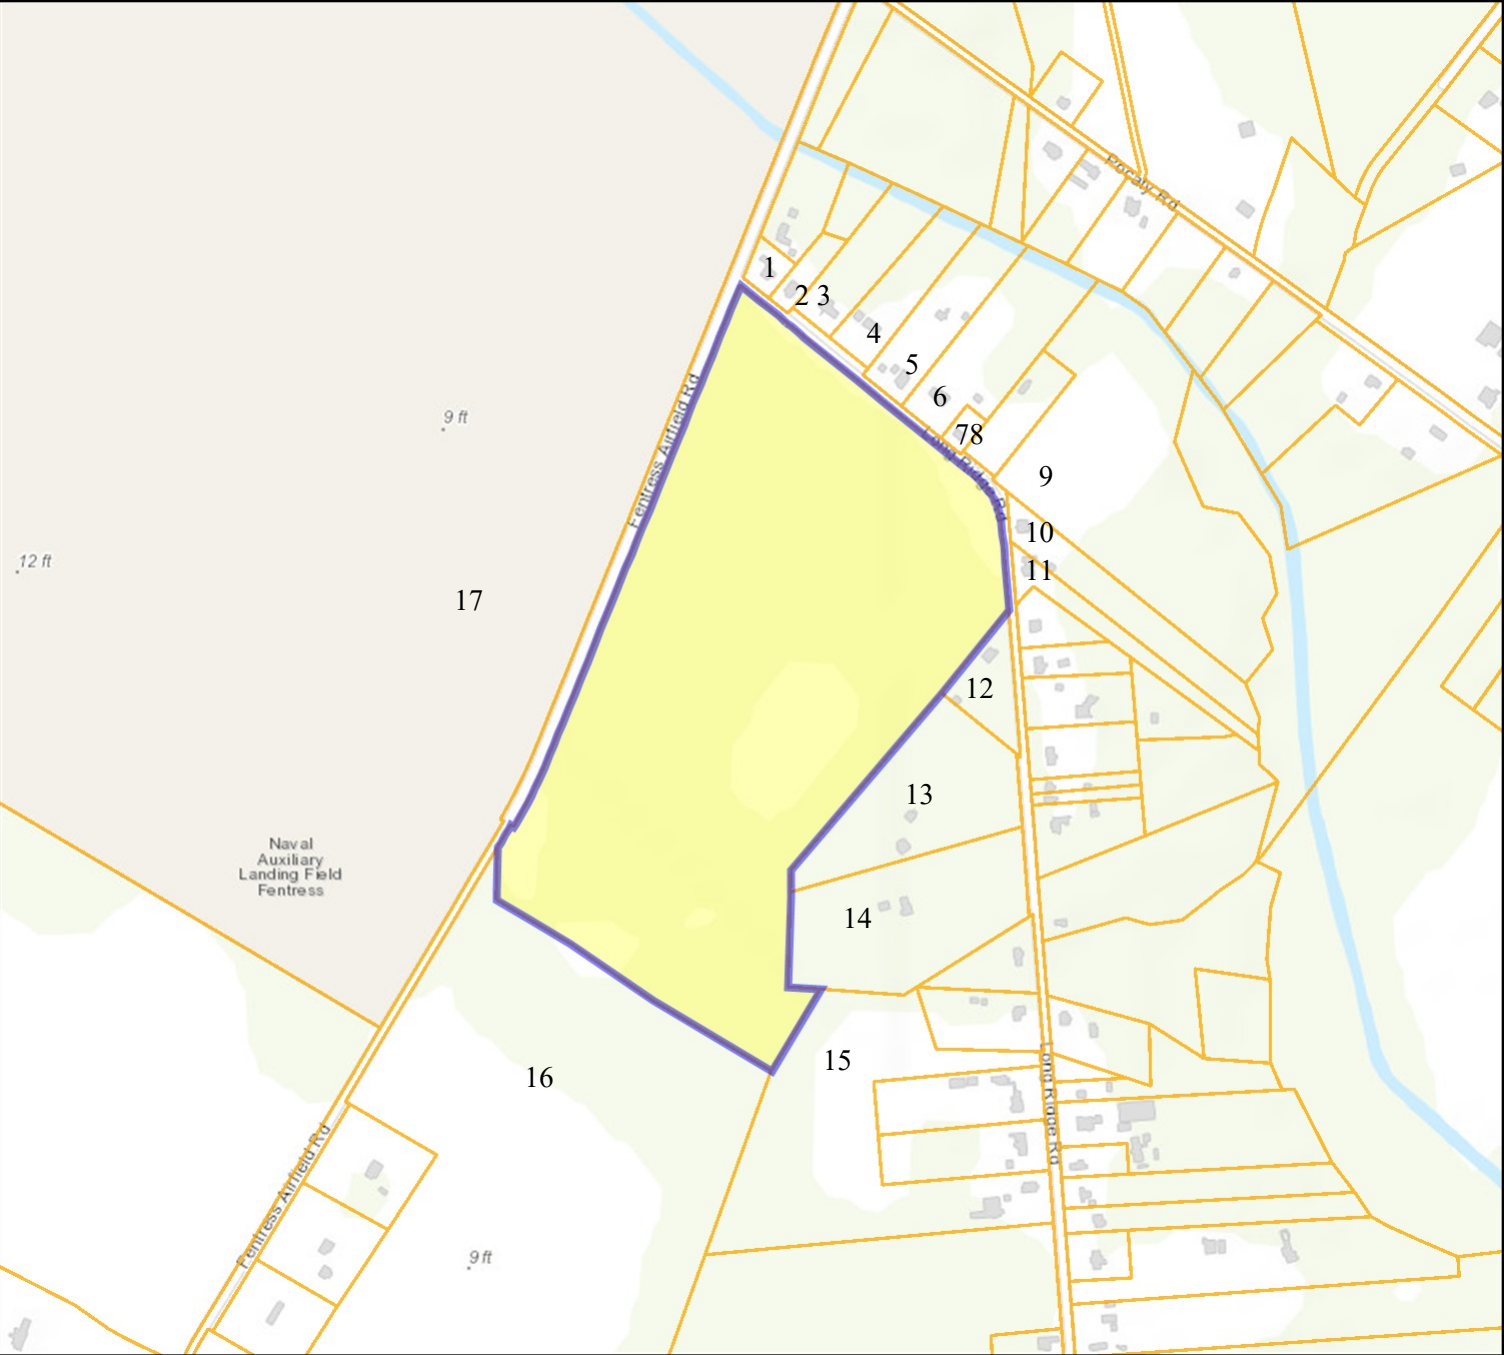 Pocaty Rd
1
2 3
4
5
6
78
Long Ridge Rd
9
10
11
Fentress Airfield Rd
9 ft
12 ft
17
12
13
14
Naval
Auxiliary
Landing Field
Fentress
15
16
Long Ridge Rd
Fentress Airfield Rd
9 ft